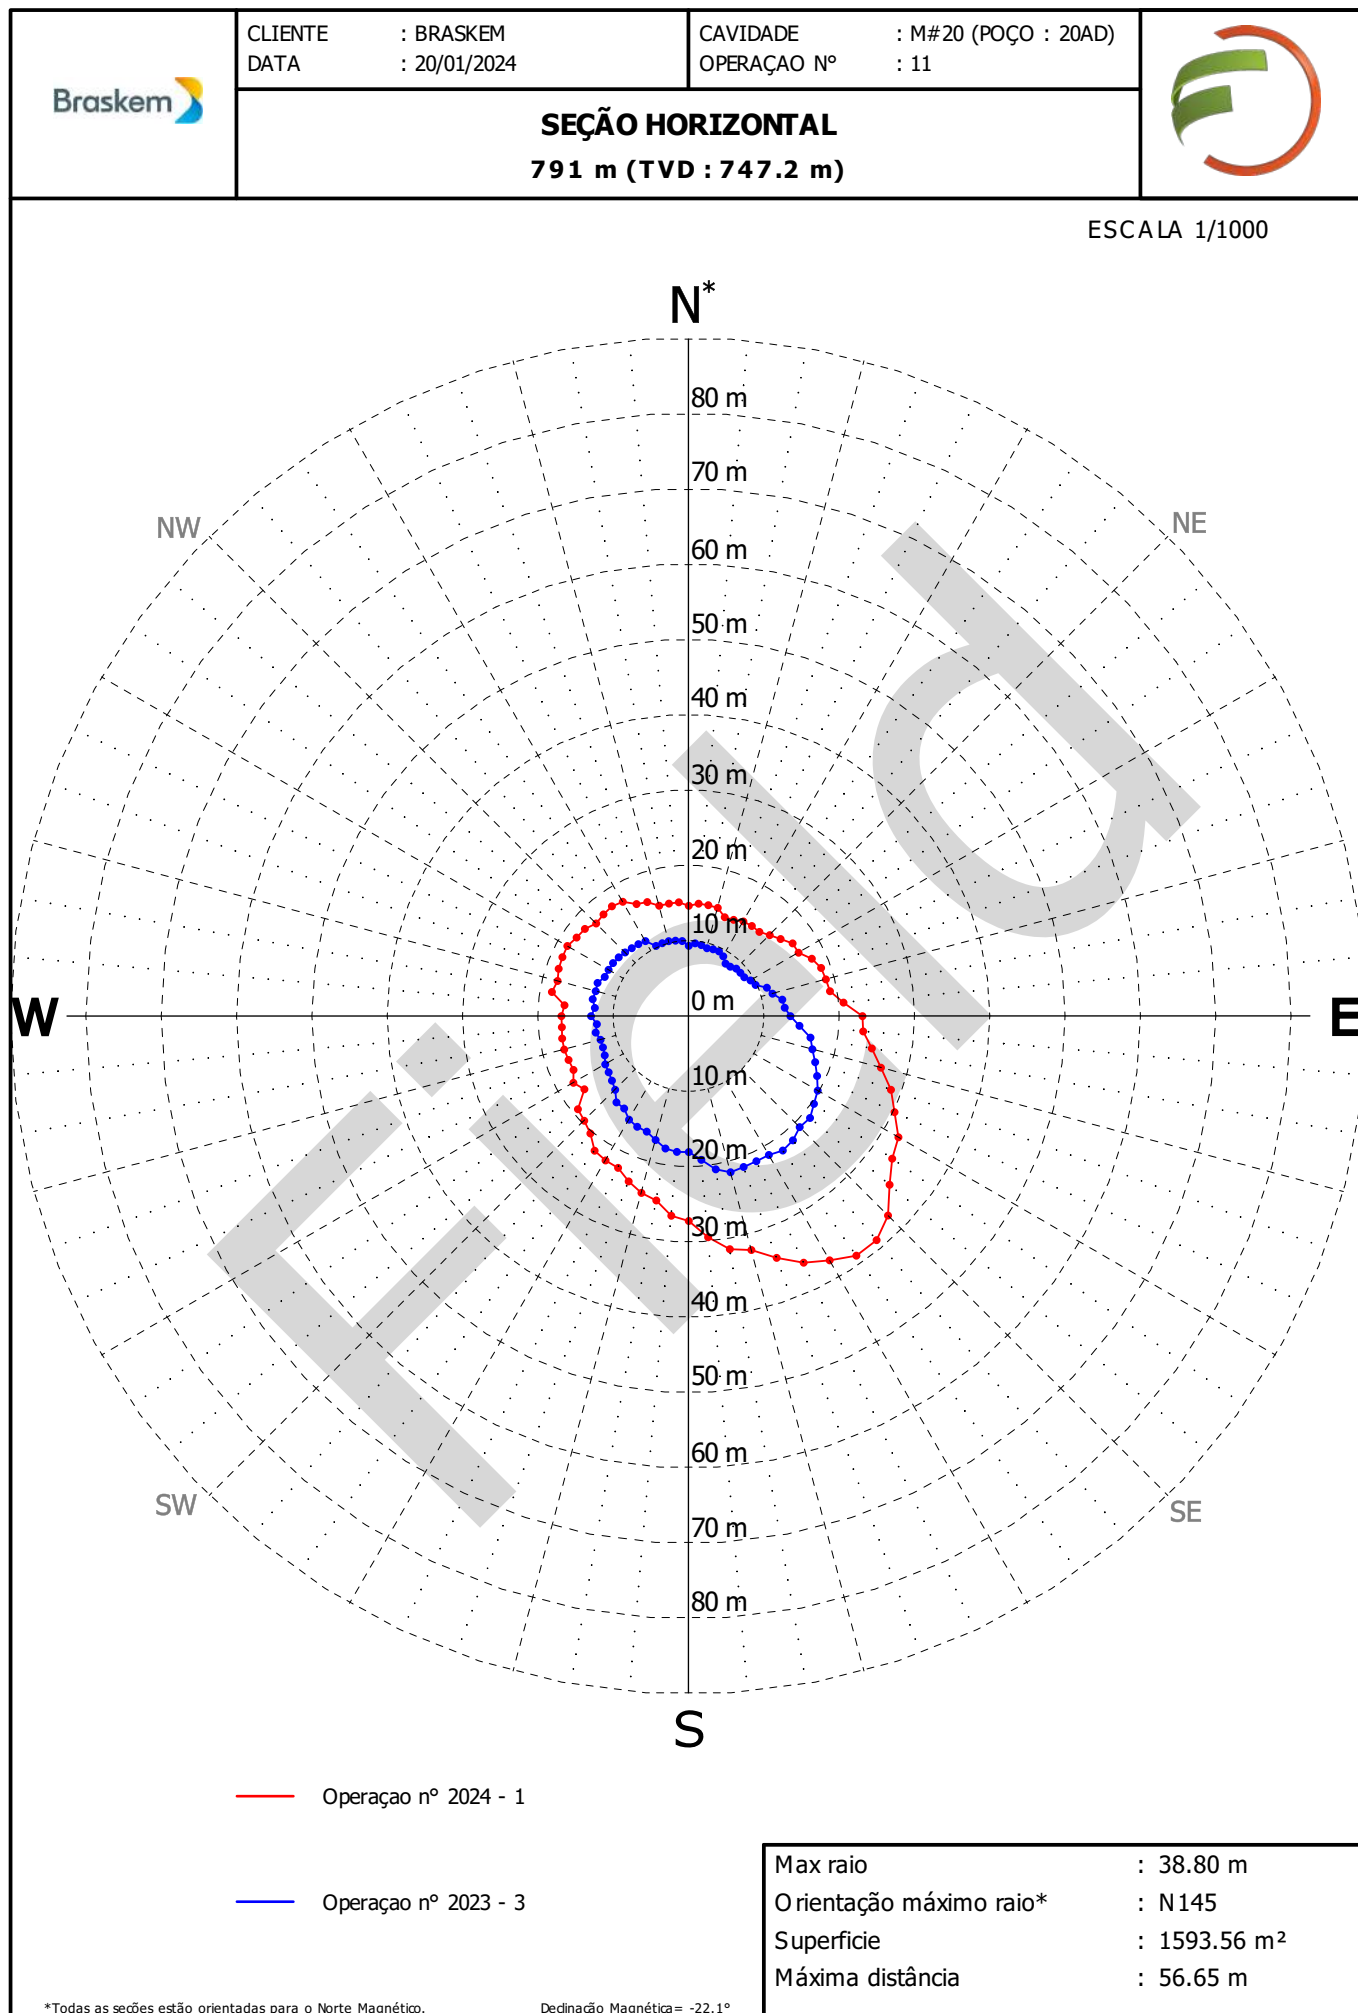 Braskem
CLIENTE : BRASKEM
DATA : 20/01/2024
CAVIDADE : M#20 (POÇO : 20AD)
OPERAÇAO N° : 11
SEÇÃO HORIZONTAL
791 m (TVD : 747.2 m)
ESCALA 1/1000
N*
80 m
70 m
NW
NE
60 m
50 m
40 m
30 m
20 m
10 m
0 m
W
E
10 m
20 m
30 m
40 m
50 m
60 m
SW
SE
70 m
80 m
S
Field
Operaçao n° 2024 - 1
Operaçao n° 2023 - 3
Max raio : 38.80 m
Orientação máximo raio* : N145
Superficie : 1593.56 m²
Máxima distância : 56.65 m
*Todas as seções estão orientadas para o Norte Magnético.
Declinação Magnética= -22.1°